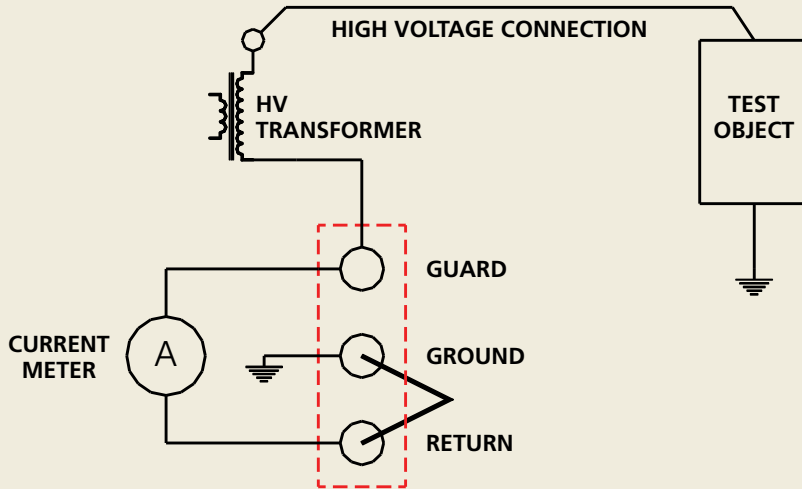 HIGH VOLTAGE CONNECTION
HV
TRANSFORMER
TEST
OBJECT
GUARD
CURRENT
METER
A
GROUND
RETURN